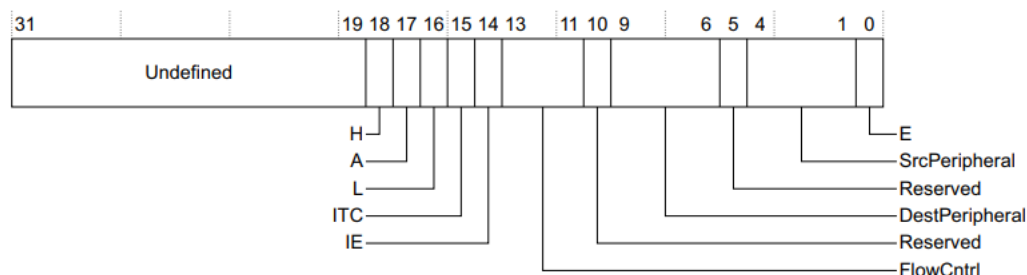 31 19 18 17 16 15 14 13 11 10 9 6 5 4 1 0
Undefined
H E
A SrcPeripheral
L Reserved
ITC DestPeripheral
IE Reserved
FlowCntrl